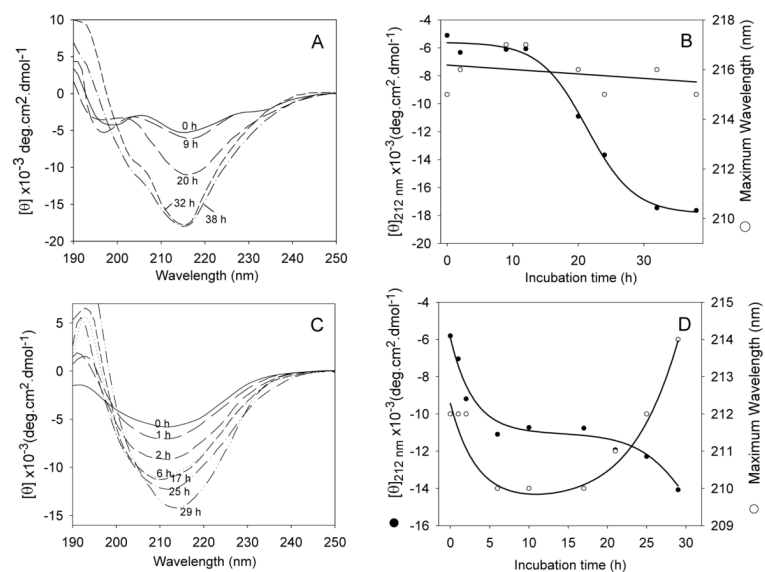 A
[θ] x10-3 deg.cm2.dmol-1
10
5
0
-5
-10
-15
-20
0 h
9 h
20 h
32 h
38 h
190 200 210 220 230 240 250
Wavelength (nm)
B
[θ]212 nm x10-3(deg.cm2.dmol-1)
-4
-6
-8
-10
-12
-14
-16
-18
-20
0 10 20 30
Incubation time (h)
218
216
214
212
210
Maximum Wavelength (nm)
C
[θ] x10-3(deg.cm2.dmol-1)
5
0
-5
-10
-15
0 h
1 h
2 h
6 h
17 h
25 h
29 h
190 200 210 220 230 240 250
Wavelength (nm)
D
[θ]212 nm x10-3(deg.cm2.dmol-1)
-4
-6
-8
-10
-12
-14
-16
0 5 10 15 20 25 30
Incubation time (h)
215
214
213
212
211
210
209
Maximum Wavelength (nm)